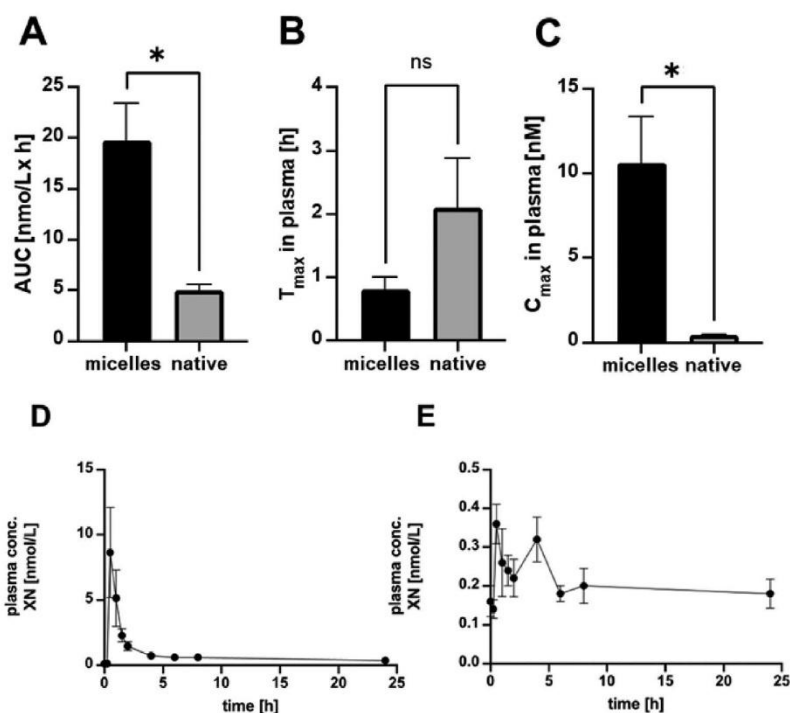 A
*
AUC [nmo/Lx h]
25
20
15
10
5
0
micelles native
B
ns
Tmax in plasma [h]
4
3
2
1
0
micelles native
C
*
Cmax in plasma [nM]
15
10
5
0
micelles native
D
plasma conc.
XN [nmol/L]
15
10
5
0
0 5 10 15 20 25
time [h]
E
plasma conc.
XN [nmol/L]
0.5
0.4
0.3
0.2
0.1
0.0
0 5 10 15 20 25
time [h]